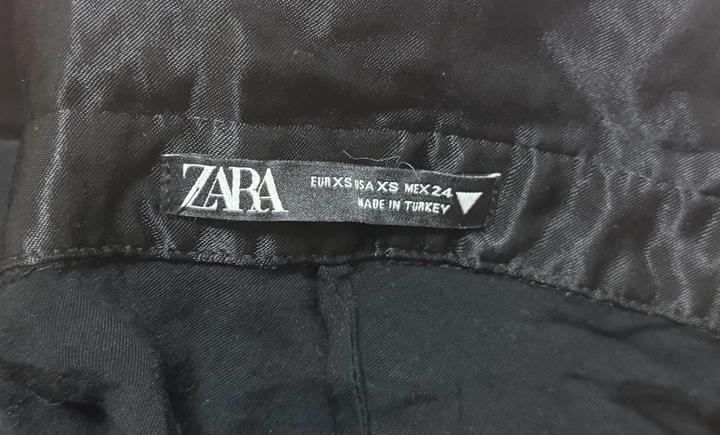 ZARA
EUR XS USA XS MEX 24
MADE IN TURKEY